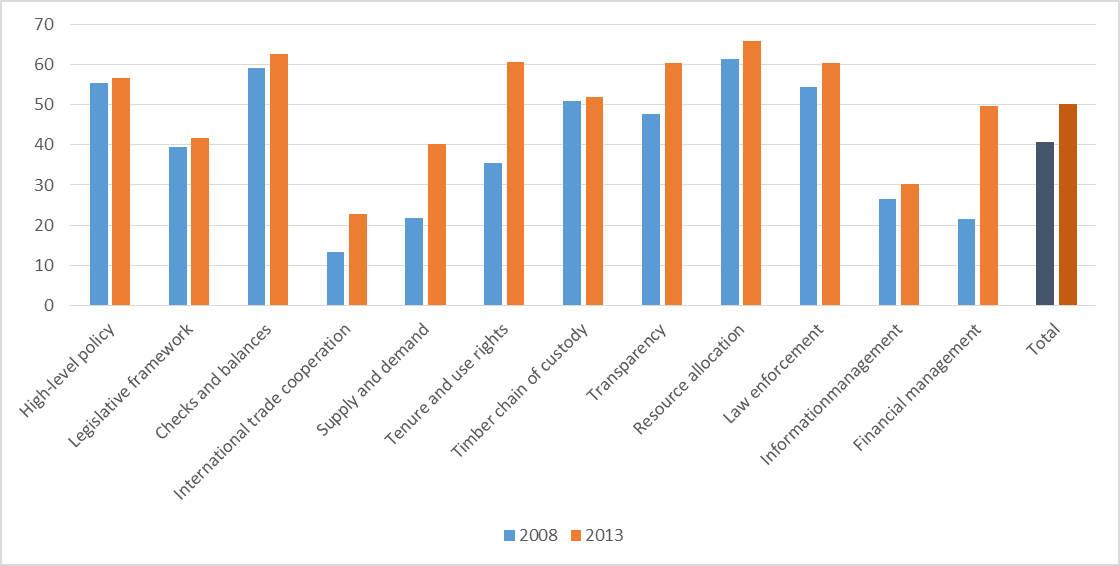 70
60
50
40
30
20
10
0
High-level policy
Legislative framework
Checks and balances
International trade cooperation
Supply and demand
Tenure and use rights
Timber chain of custody
Transparency
Resource allocation
Law enforcement
Informationmanagement
Financial management
Total
2008 2013